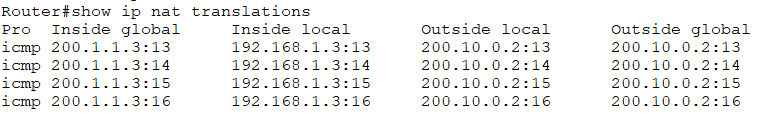 Router#show ip nat translations
Pro  Inside global     Inside local       Outside local      Outside global
icmp 200.1.1.3:13      192.168.1.3:13     200.10.0.2:13      200.10.0.2:13
icmp 200.1.1.3:14      192.168.1.3:14     200.10.0.2:14      200.10.0.2:14
icmp 200.1.1.3:15      192.168.1.3:15     200.10.0.2:15      200.10.0.2:15
icmp 200.1.1.3:16      192.168.1.3:16     200.10.0.2:16      200.10.0.2:16